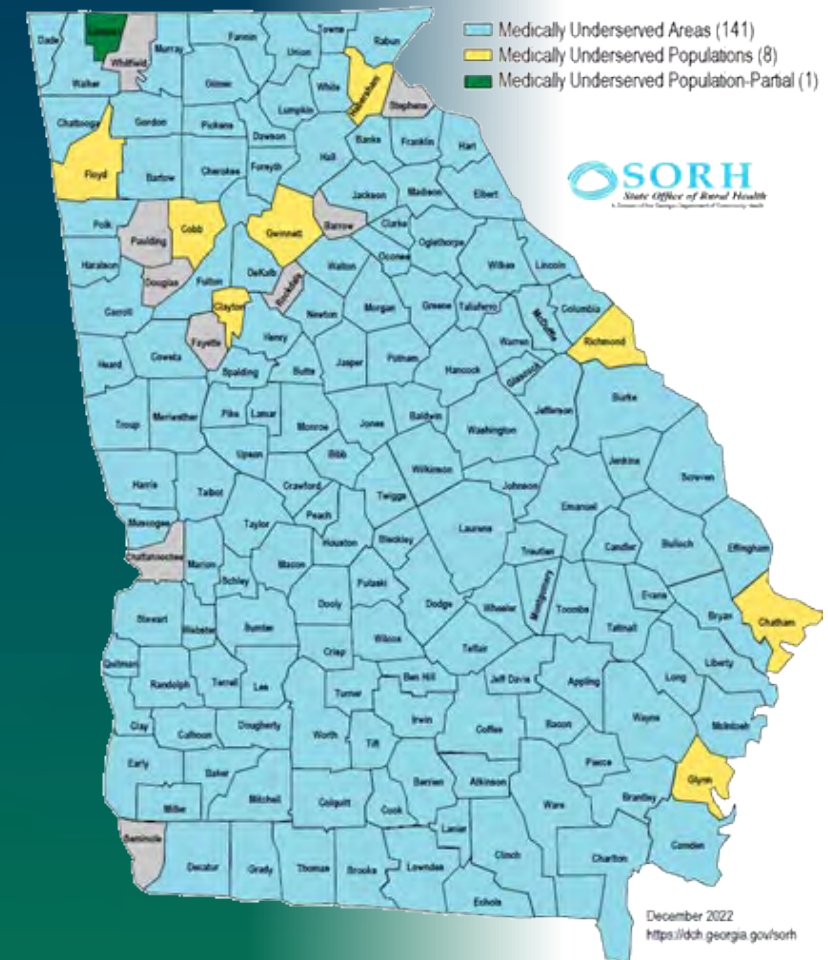 Medically Underserved Areas (141)
Medically Underserved Populations (8)
Medically Underserved Population-Partial (1)
SORH
State Office of Rural Health
Dade
Whitfield
Murray
Fannin
Towns
Union
Rabun
Walker
Gilmer
White
Habersham
Stephens
Lumpkin
Chattooga
Gordon
Pickens
Dawson
Banks
Franklin
Hart
Hall
Floyd
Bartow
Cherokee
Forsyth
Jackson
Madison
Elbert
Polk
Paulding
Cobb
Gwinnett
Barrow
Clarke
Oconee
Oglethorpe
Haralson
Douglas
Fulton
DeKalb
Rockdale
Walton
Wilkes
Lincoln
Carroll
Clayton
Newton
Morgan
Greene
Taliaferro
McDuffie
Columbia
Fayette
Henry
Warren
Richmond
Heard
Coweta
Spalding
Butts
Jasper
Putnam
Hancock
Glascock
Troup
Meriwether
Pike
Lamar
Monroe
Jones
Baldwin
Washington
Jefferson
Burke
Upson
Bibb
Wilkinson
Jenkins
Screven
Harris
Talbot
Crawford
Peach
Twiggs
Johnson
Emanuel
Muscogee
Taylor
Houston
Bleckley
Laurens
Treutlen
Candler
Bulloch
Effingham
Chattahoochee
Marion
Schley
Macon
Pulaski
Dooly
Dodge
Wheeler
Montgomery
Toombs
Evans
Tattnall
Bryan
Chatham
Stewart
Webster
Sumter
Crisp
Wilcox
Telfair
Liberty
Quitman
Randolph
Terrell
Lee
Turner
Ben Hill
Jeff Davis
Appling
Long
Wayne
McIntosh
Clay
Calhoun
Dougherty
Worth
Tift
Irwin
Coffee
Bacon
Early
Baker
Miller
Mitchell
Colquitt
Cook
Berrien
Atkinson
Pierce
Brantley
Glynn
Ware
Seminole
Decatur
Grady
Thomas
Brooks
Lanier
Lowndes
Clinch
Echols
Charlton
Camden
December 2022
https://dch.georgia.gov/sorh